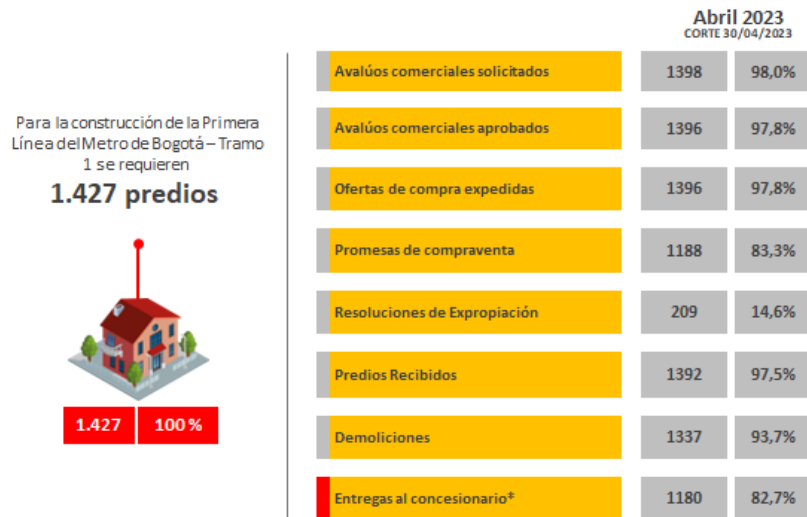 Abril 2023
CORTE 30/04/2023
Para la construcción de la Primera
Línea del Metro de Bogotá – Tramo
1 se requieren
1.427 predios
1.427 100 %
Avalúos comerciales solicitados 1398 98,0%
Avalúos comerciales aprobados 1396 97,8%
Ofertas de compra expedidas 1396 97,8%
Promesas de compraventa 1188 83,3%
Resoluciones de Expropiación 209 14,6%
Predios Recibidos 1392 97,5%
Demoliciones 1337 93,7%
Entregas al concesionario* 1180 82,7%